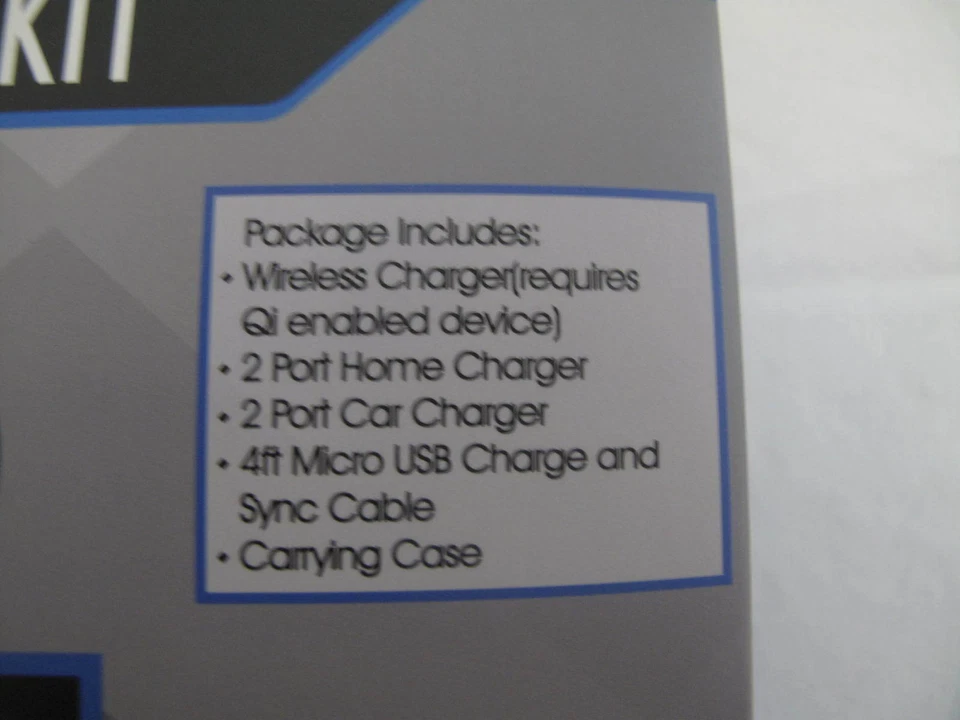 KIT
Package Includes:
• Wireless Charger(requires
Qi enabled device)
• 2 Port Home Charger
• 2 Port Car Charger
• 4ft Micro USB Charge and
Sync Cable
• Carrying Case